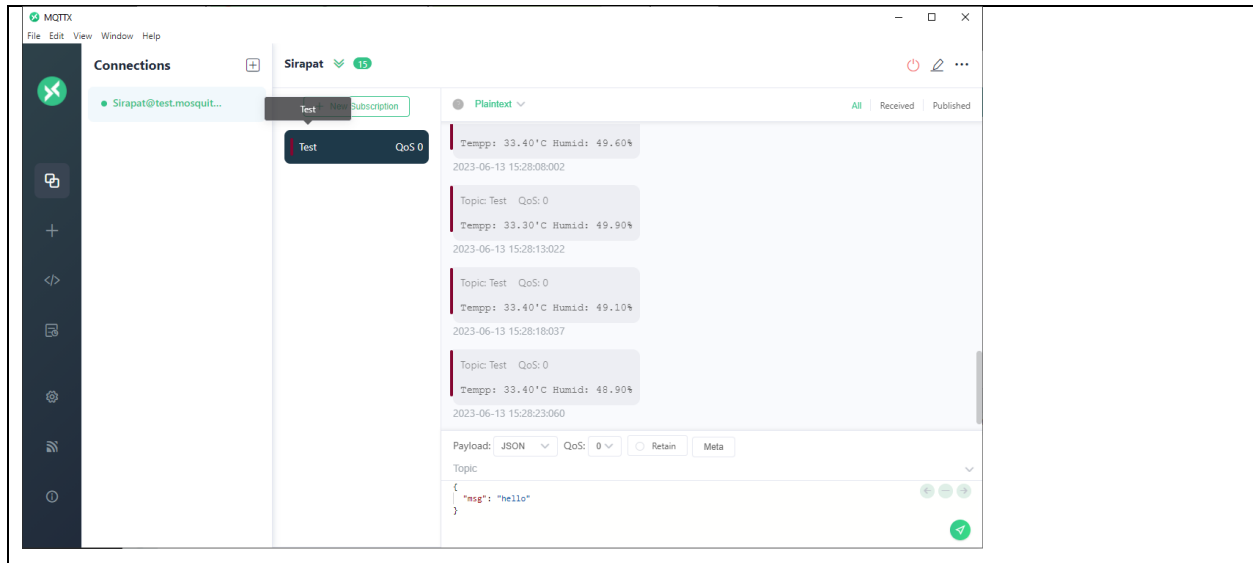 MQTTX
File Edit View Window Help
Connections
Sirapat 15
Sirapat@test.mosquit...
Test
Subscription
Plaintext
All Received Published
Test QoS 0
Tempp: 33.40'C Humid: 49.60%
2023-06-13 15:28:08:002
Topic: Test QoS: 0
Tempp: 33.30'C Humid: 49.90%
2023-06-13 15:28:13:022
Topic: Test QoS: 0
Tempp: 33.40'C Humid: 49.10%
2023-06-13 15:28:18:037
Topic: Test QoS: 0
Tempp: 33.40'C Humid: 48.90%
2023-06-13 15:28:23:060
Payload: JSON QoS: 0 Retain Meta
Topic
{
"msg": "hello"
}